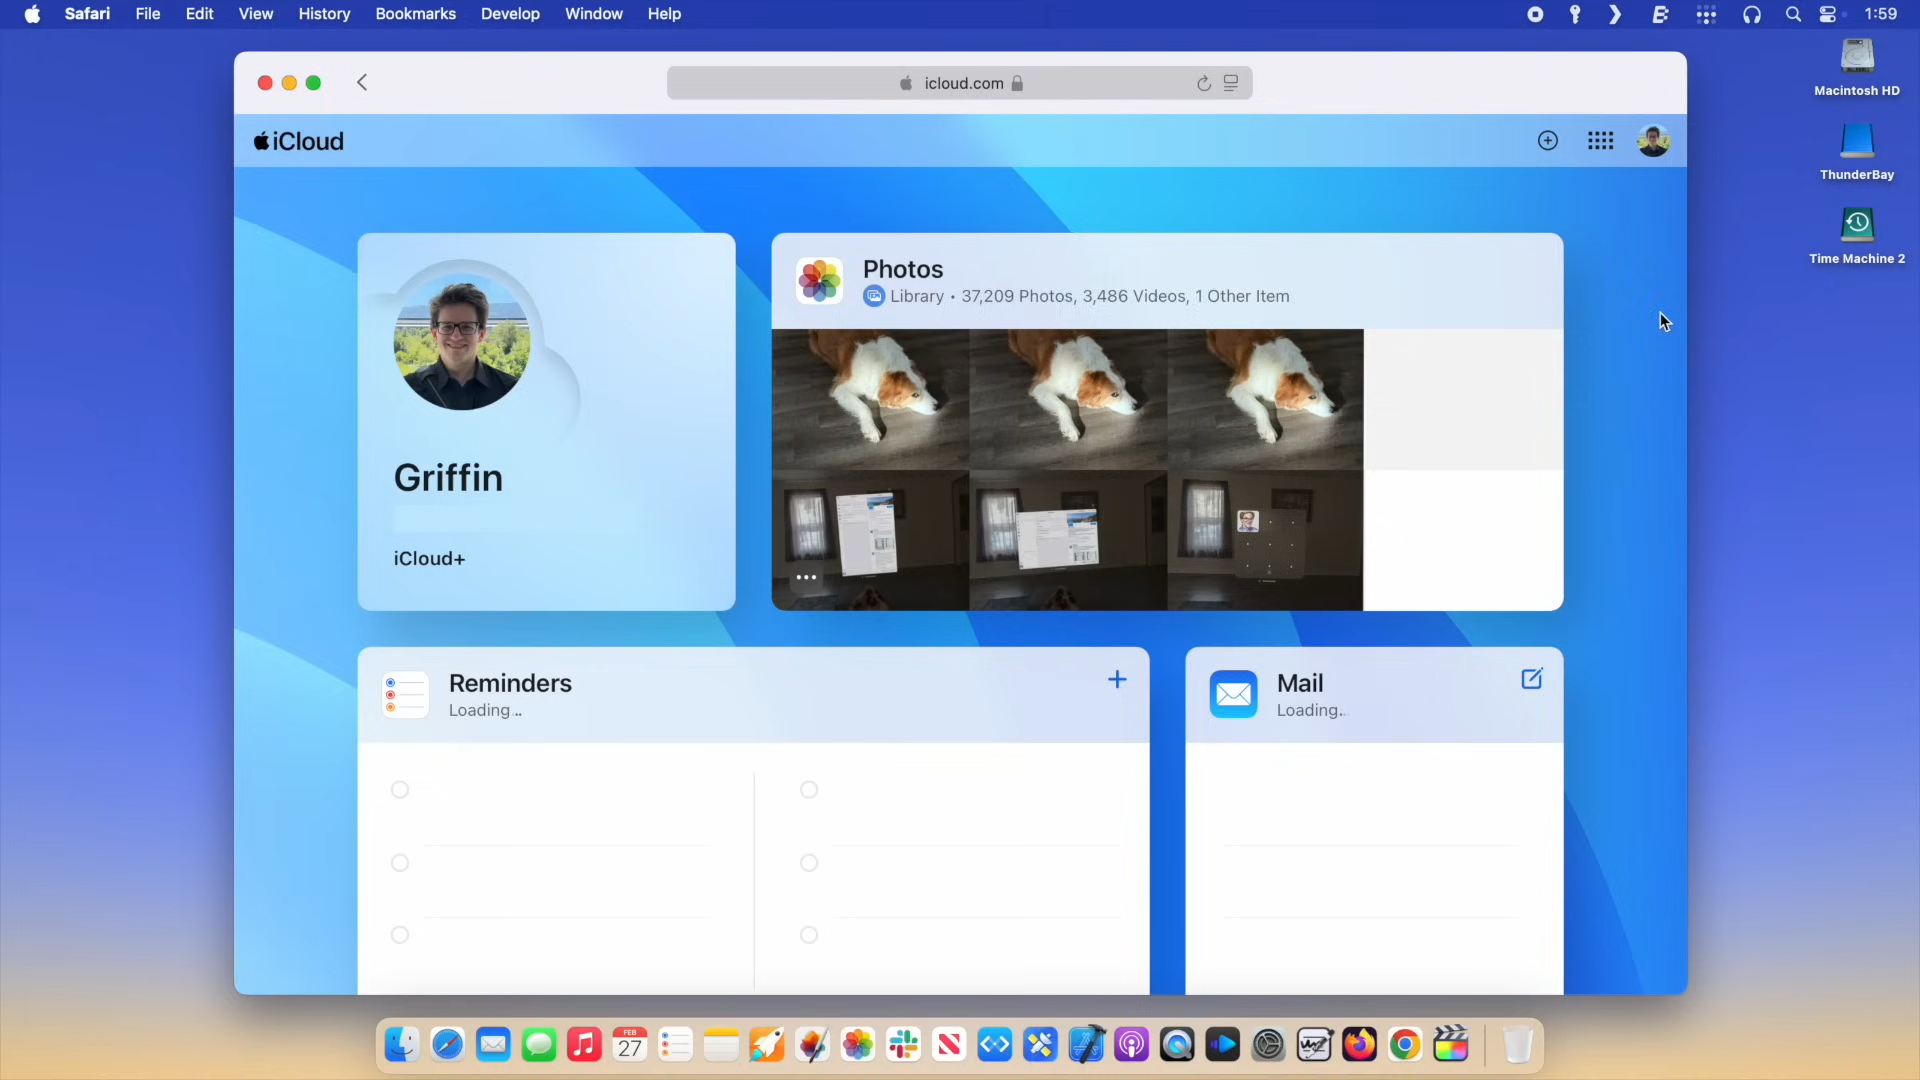 Safari File Edit View History Bookmarks Develop Window Help 1:59
Macintosh HD
ThunderBay
Time Machine 2
icloud.com
iCloud
Griffin
iCloud+
Photos
Library • 37,209 Photos, 3,486 Videos, 1 Other Item
Reminders
Loading..
Mail
Loading..
FEB
27